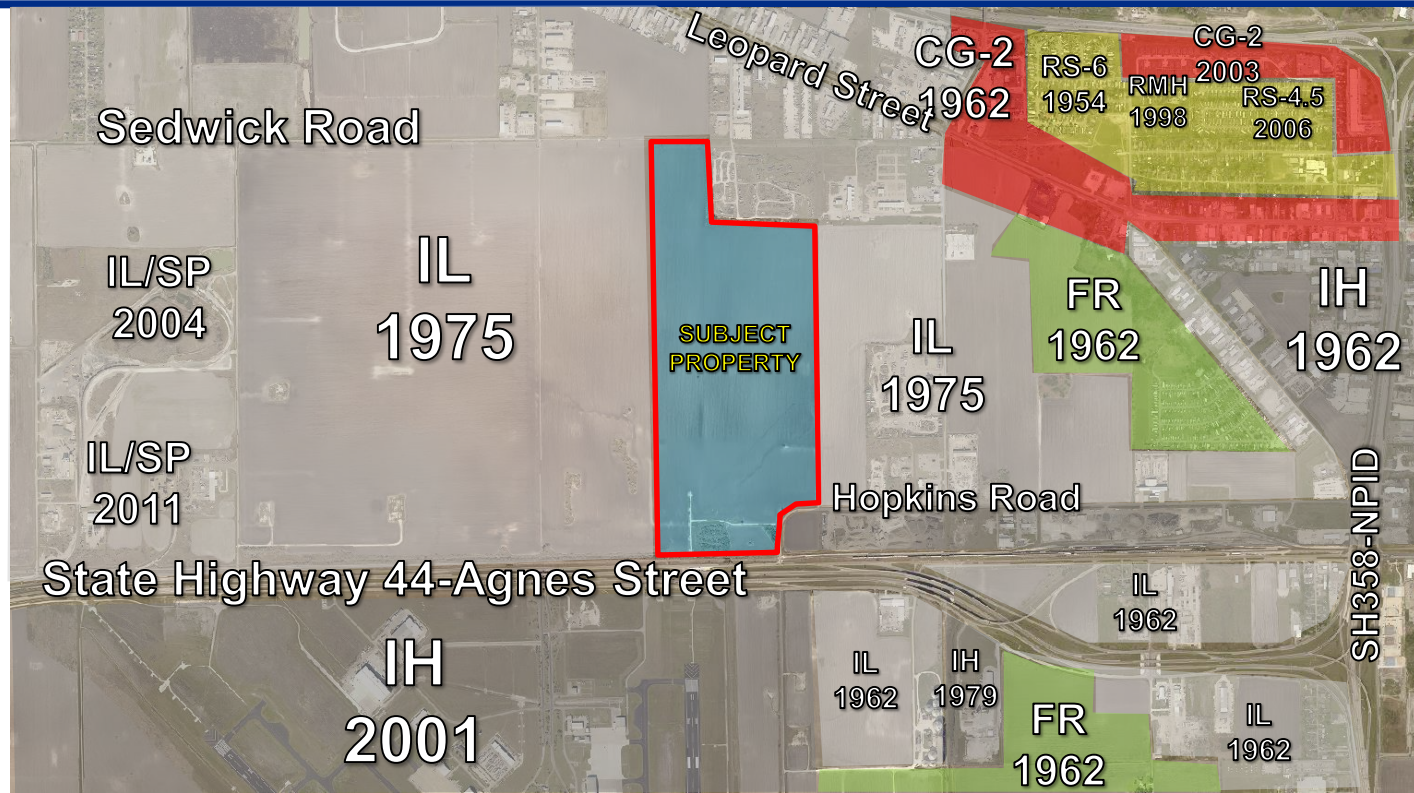 Leopard Street
CG-2
1962
RS-6
1954
CG-2
2003
RMH
1998
RS-4.5
2006
Sedwick Road
IL/SP
2004
IL
1975
SUBJECT
PROPERTY
IL
1975
FR
1962
IH
1962
IL/SP
2011
Hopkins Road
SH358-NPID
State Highway 44-Agnes Street
IL
1962
IH
2001
IL
1962
IH
1979
FR
1962
IL
1962